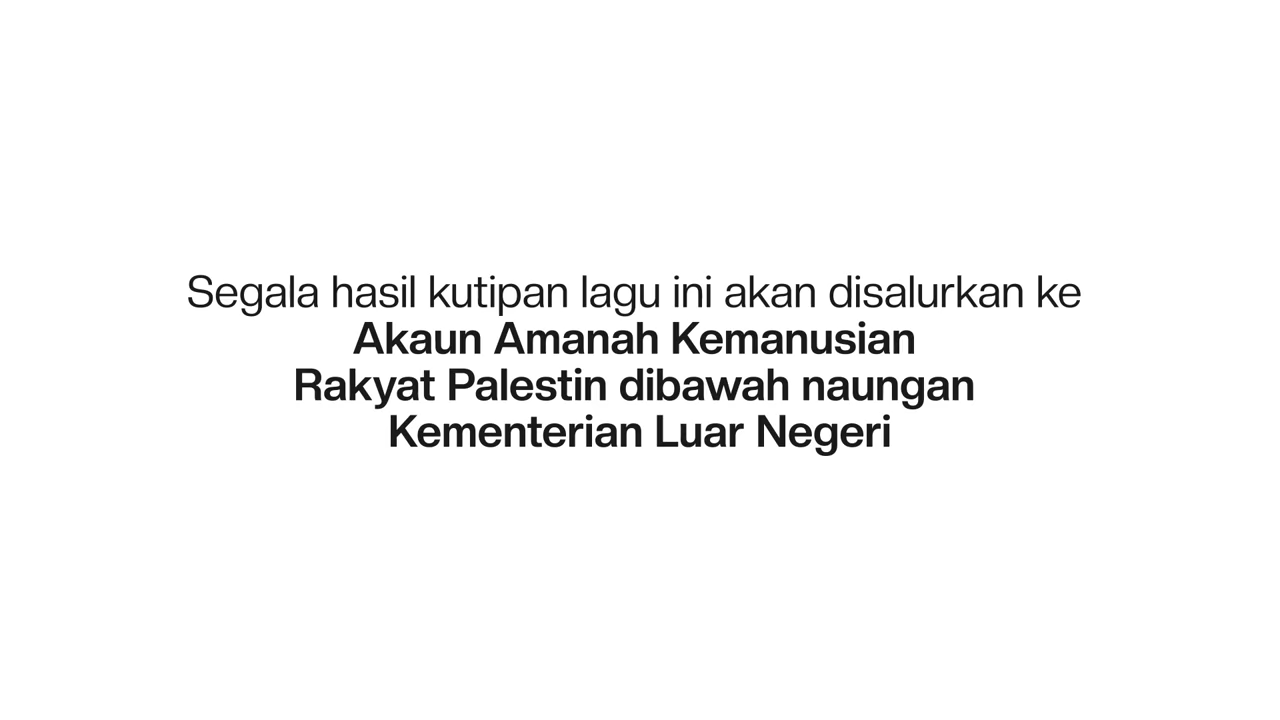 Segala hasil kutipan lagu ini akan disalurkan ke
Akaun Amanah Kemanusian
Rakyat Palestin dibawah naungan
Kementerian Luar Negeri